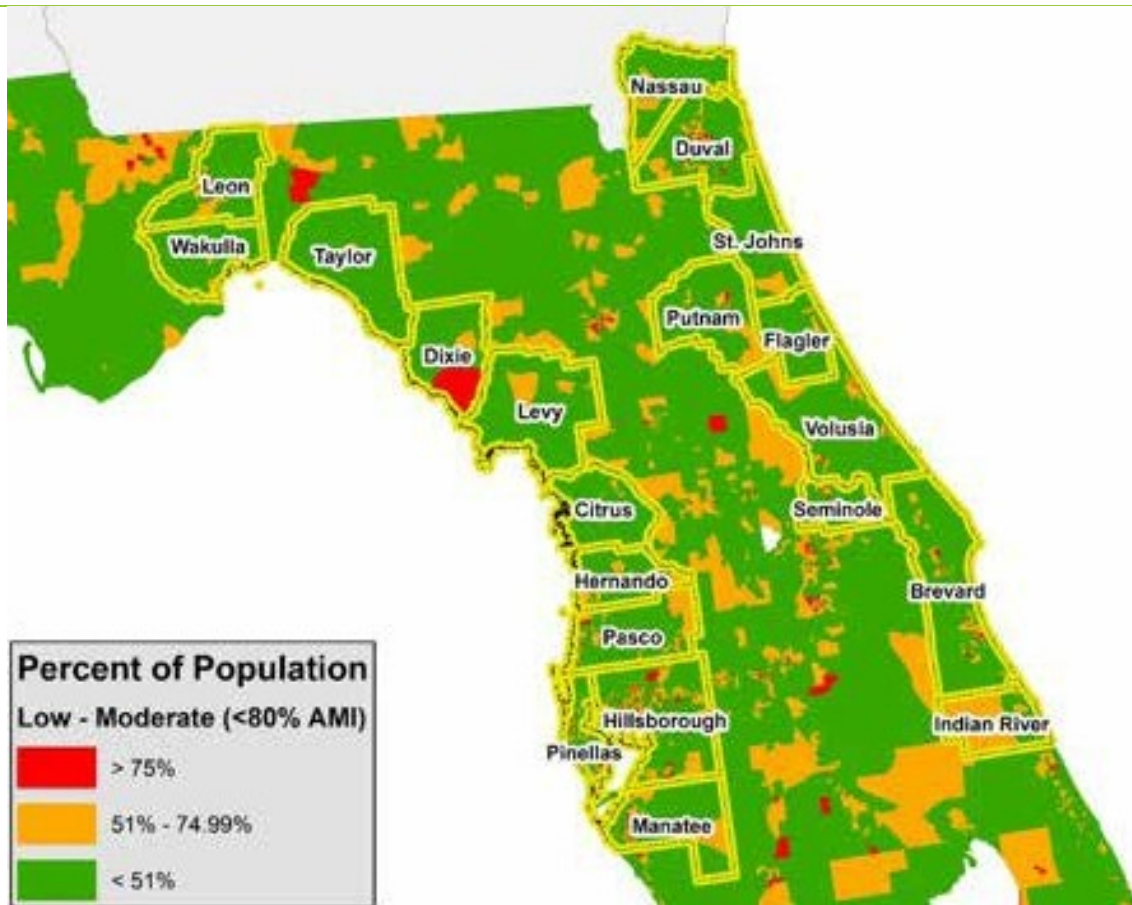 Nassau
Duval
Leon
St. Johns
Wakulla
Taylor
Putnam
Flagler
Dixie
Levy
Volusia
Citrus
Seminole
Hernando
Brevard
Pasco
Hillsborough
Indian River
Pinellas
Manatee
Percent of Population
Low - Moderate (<80% AMI)
> 75%
51% - 74.99%
< 51%